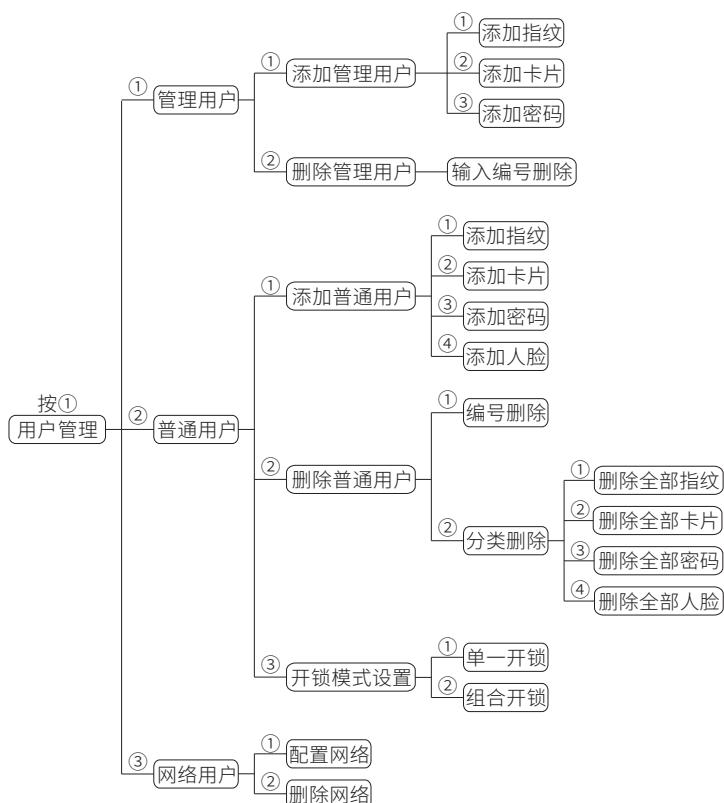 ①
添加指纹
①
添加管理用户
②
添加卡片
①
管理用户
③
添加密码
②
删除管理用户
输入编号删除
①
添加指纹
②
添加卡片
①
添加普通用户
③
添加密码
④
添加人脸
按①
用户管理
②
普通用户
①
编号删除
②
删除普通用户
①
删除全部指纹
②
删除全部卡片
②
分类删除
③
删除全部密码
④
删除全部人脸
③
开锁模式设置
①
单一开锁
②
组合开锁
③
网络用户
①
配置网络
②
删除网络